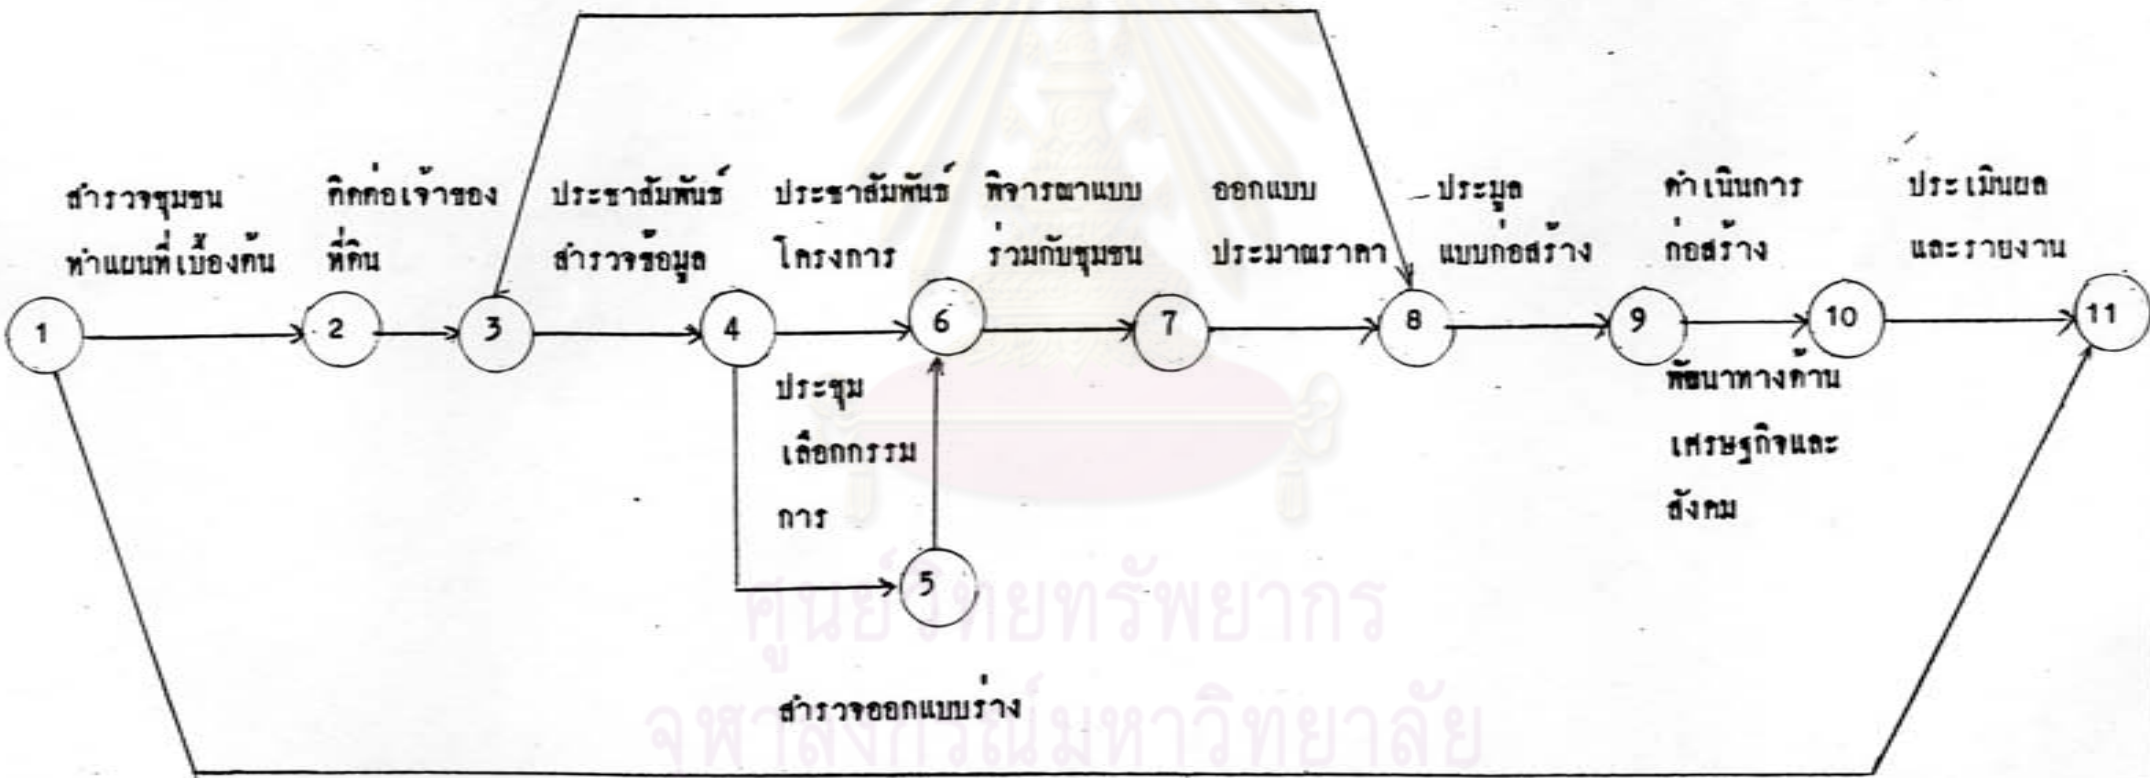 สำรวจชุมชน
ทำแผนที่เบื้องต้น
ติดต่อเจ้าของ
ที่ดิน
ประชาสัมพันธ์
สำรวจข้อมูล
ประชาสัมพันธ์
โครงการ
พิจารณาแบบ
ร่วมกับชุมชน
ออกแบบ
ประมาณราคา
ประมูล
แบบก่อสร้าง
ดำเนินการ
ก่อสร้าง
ประเมินผล
และรายงาน
1
2
3
4
6
7
8
9
10
11
ประชุม
เลือกกรรม
การ
พัฒนาทางด้าน
เศรษฐกิจและ
สังคม
5
สำรวจออกแบบร่าง
ศูนย์วิทยทรัพยากร
จุฬาลงกรณ์มหาวิทยาลัย